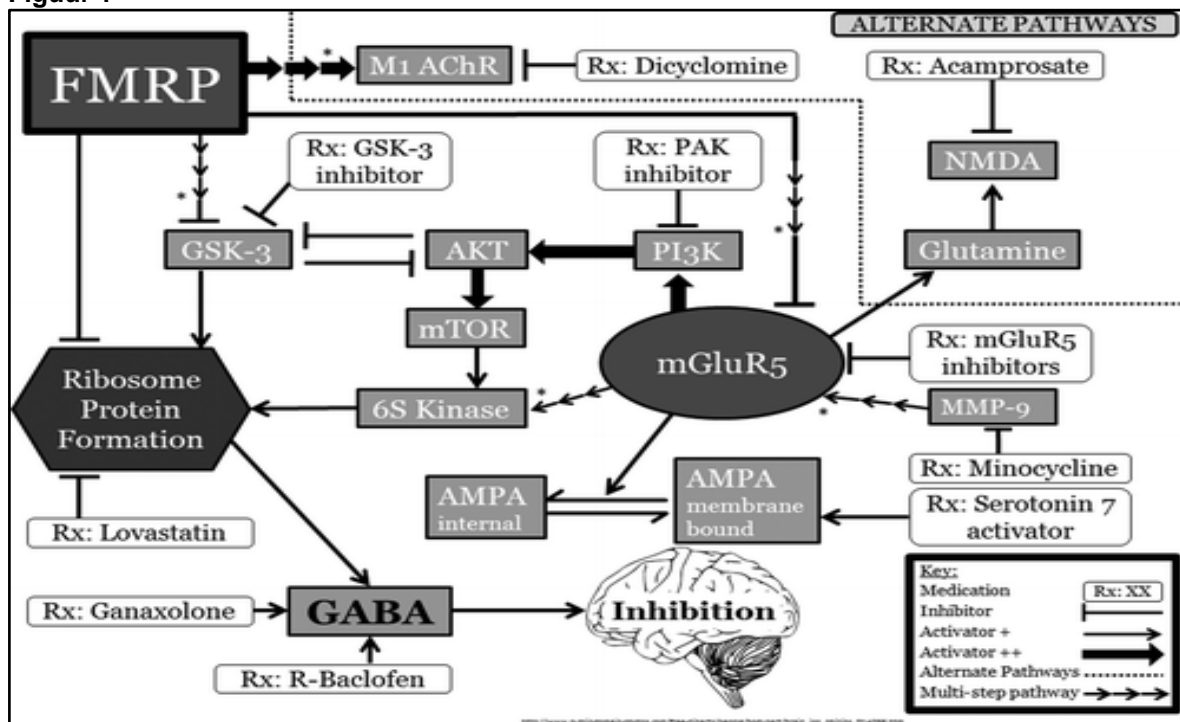 ALTERNATE PATHWAYS
FMRP
*
M1 AChR
Rx: Dicyclomine
Rx: Acamprosate
Rx: GSK-3
inhibitor
Rx: PAK
inhibitor
NMDA
*
*
GSK-3
AKT
PI3K
Glutamine
mTOR
mGluR5
Rx: mGluR5
inhibitors
Ribosome
Protein
Formation
6S Kinase
*
*
MMP-9
Rx: Minocycline
AMPA
internal
AMPA
membrane
bound
Rx: Serotonin 7
activator
Rx: Lovastatin
Rx: Ganaxolone
GABA
Inhibition
Rx: R-Baclofen
Key:
Medication
Rx: XX
Inhibitor
Activator +
Activator ++
Alternate Pathways
Multi-step pathway